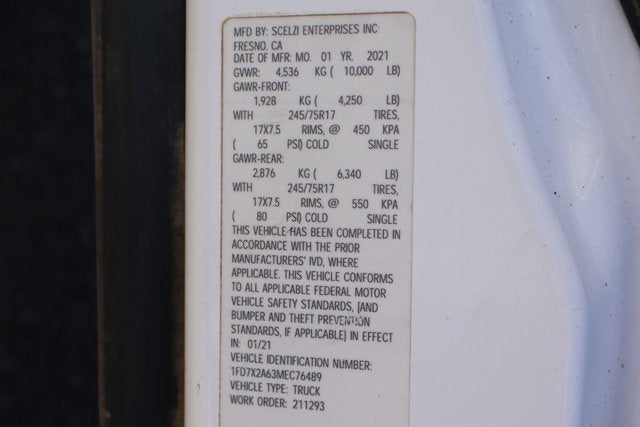 MFD BY: SCELZI ENTERPRISES INC
FRESNO, CA
DATE OF MFR: MO. 01 YR. 2021
GVWR: 4,536 KG ( 10,000 LB)
GAWR-FRONT:
1,928 KG ( 4,250 LB)
WITH 245/75R17 TIRES,
17X7.5 RIMS, @ 450 KPA
( 65 PSI) COLD SINGLE
GAWR-REAR:
2,876 KG ( 6,340 LB)
WITH 245/75R17 TIRES,
17X7.5 RIMS, @ 550 KPA
( 80 PSI) COLD SINGLE
THIS VEHICLE HAS BEEN COMPLETED IN
ACCORDANCE WITH THE PRIOR
MANUFACTURERS' IVD, WHERE
APPLICABLE. THIS VEHICLE CONFORMS
TO ALL APPLICABLE FEDERAL MOTOR
VEHICLE SAFETY STANDARDS, [AND
BUMPER AND THEFT PREVENTION
STANDARDS, IF APPLICABLE] IN EFFECT
IN: 01/21
VEHICLE IDENTIFICATION NUMBER:
1FD7X2A63MEC76489
VEHICLE TYPE: TRUCK
WORK ORDER: 211293